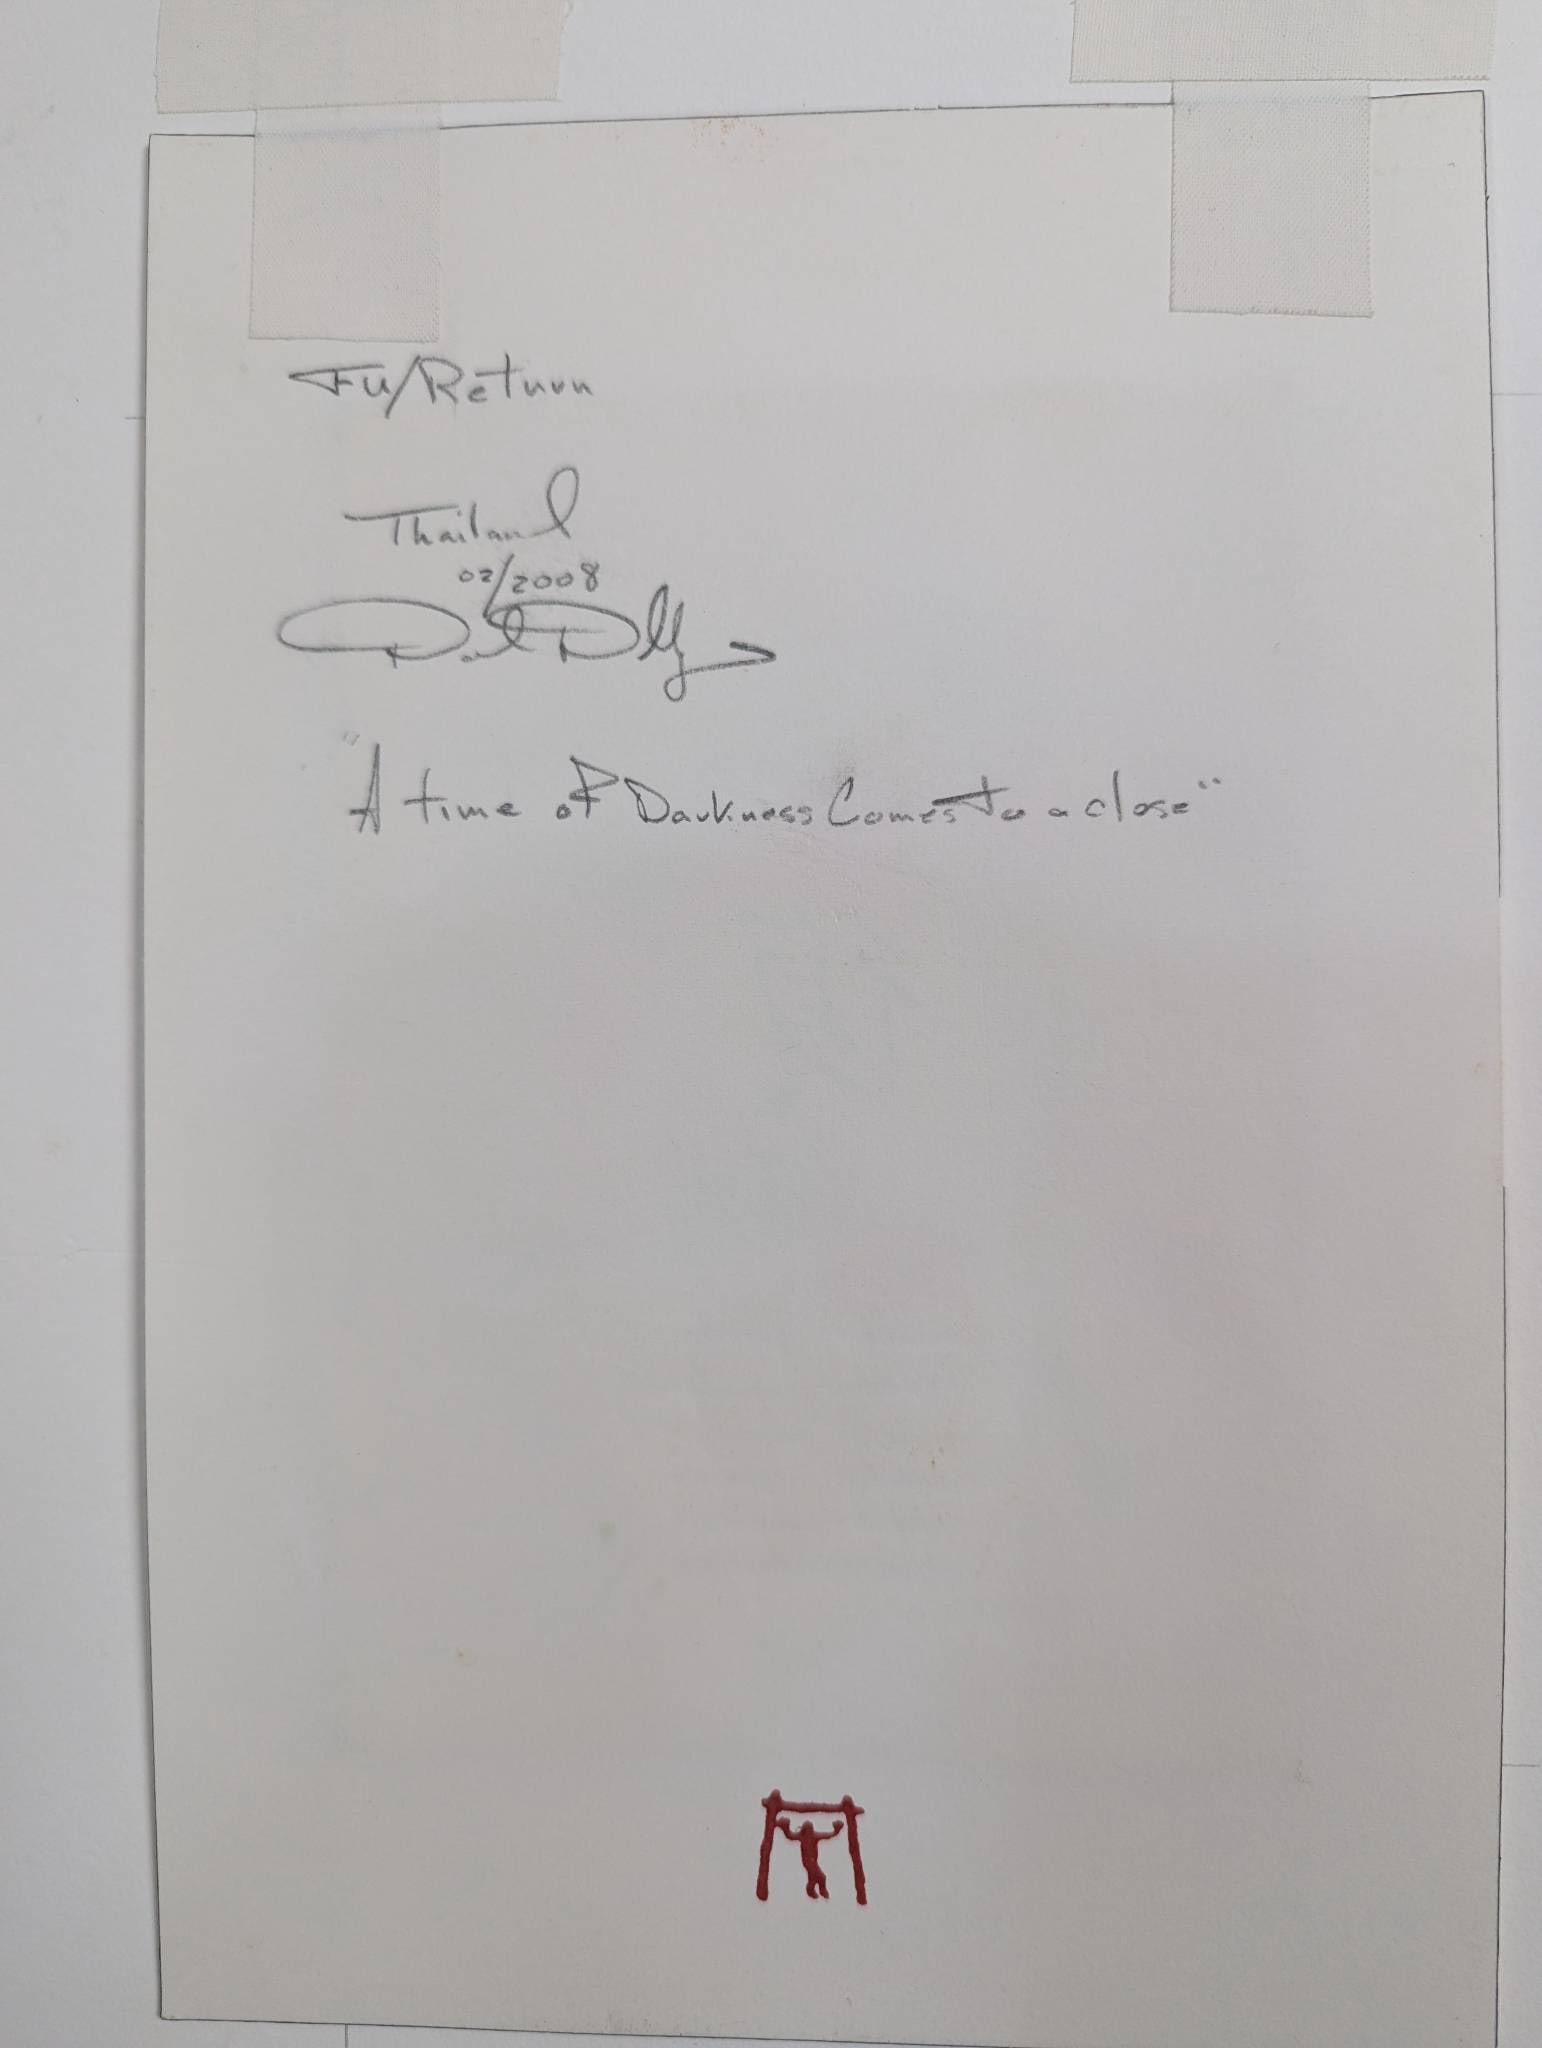 Fu/Return
Thailand
02/2008
"A time of Darkness Comes to a close"